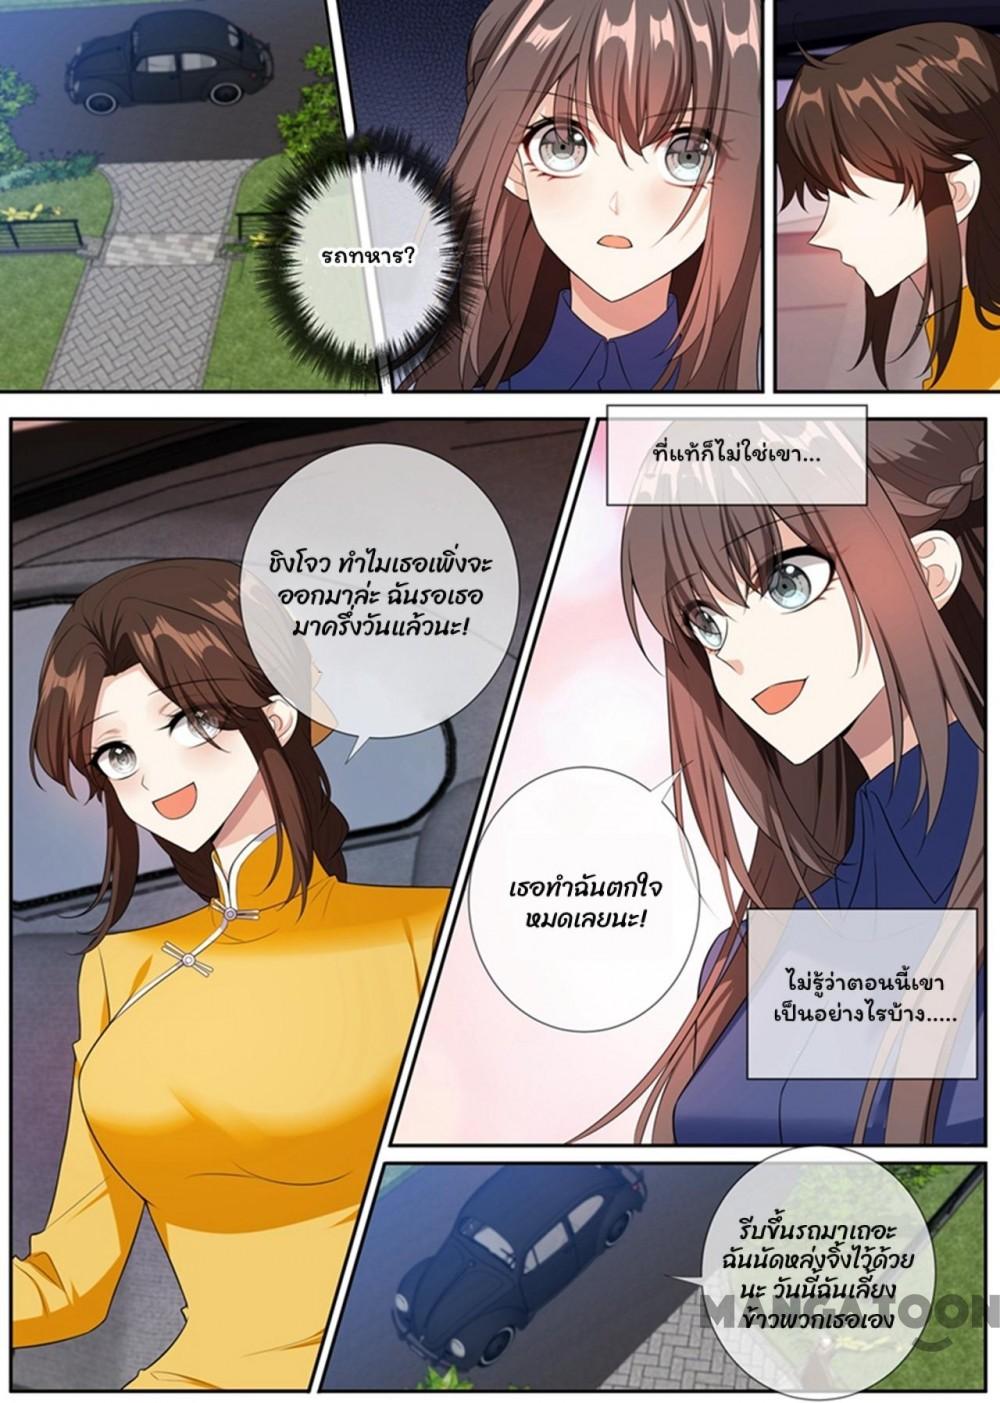 รถทหาร?
ที่แท้ก็ไม่ใช่เขา...
ชิงโจว ทำไมเธอเพิ่งจะ
ออกมาล่ะ ฉันรอเธอ
มาครึ่งวันแล้วนะ!
เธอทำฉันตกใจ
หมดเลยนะ!
ไม่รู้ว่าตอนนี้เขา
เป็นอย่างไรบ้าง.....
รีบขึ้นรถมาเถอะ
ฉันนัดหล่งจิ้งไว้ด้วย
นะ วันนี้ฉันเลี้ยง
ข้าวพวกเธอเอง
MANGATOON